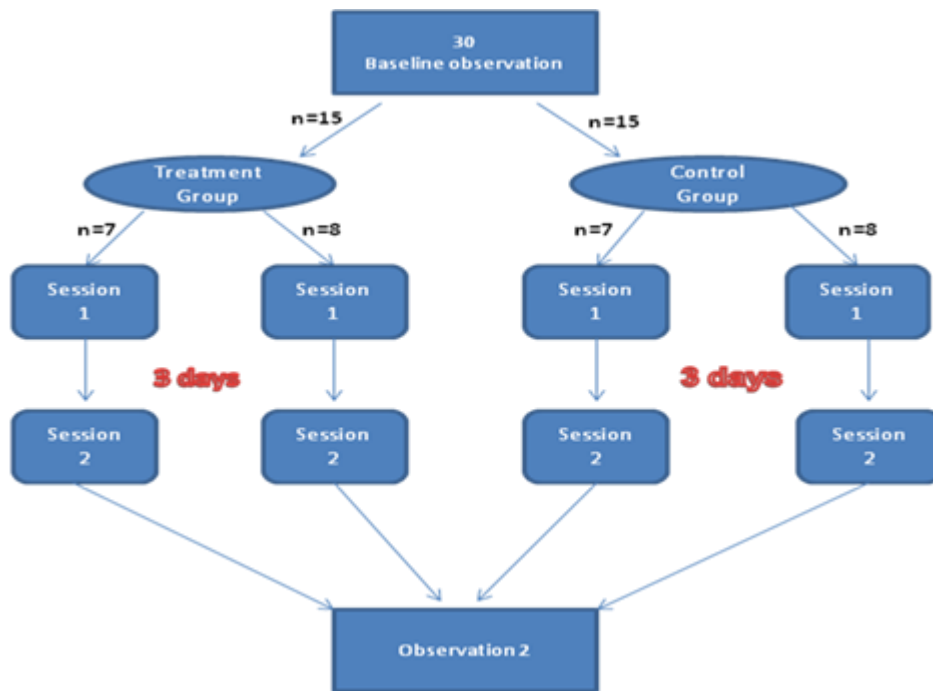 30
Baseline observation
n=15
n=15
Treatment
Group
Control
Group
n=7
n=8
n=7
n=8
Session
1
Session
1
Session
1
Session
1
3 days
3 days
Session
2
Session
2
Session
2
Session
2
Observation 2